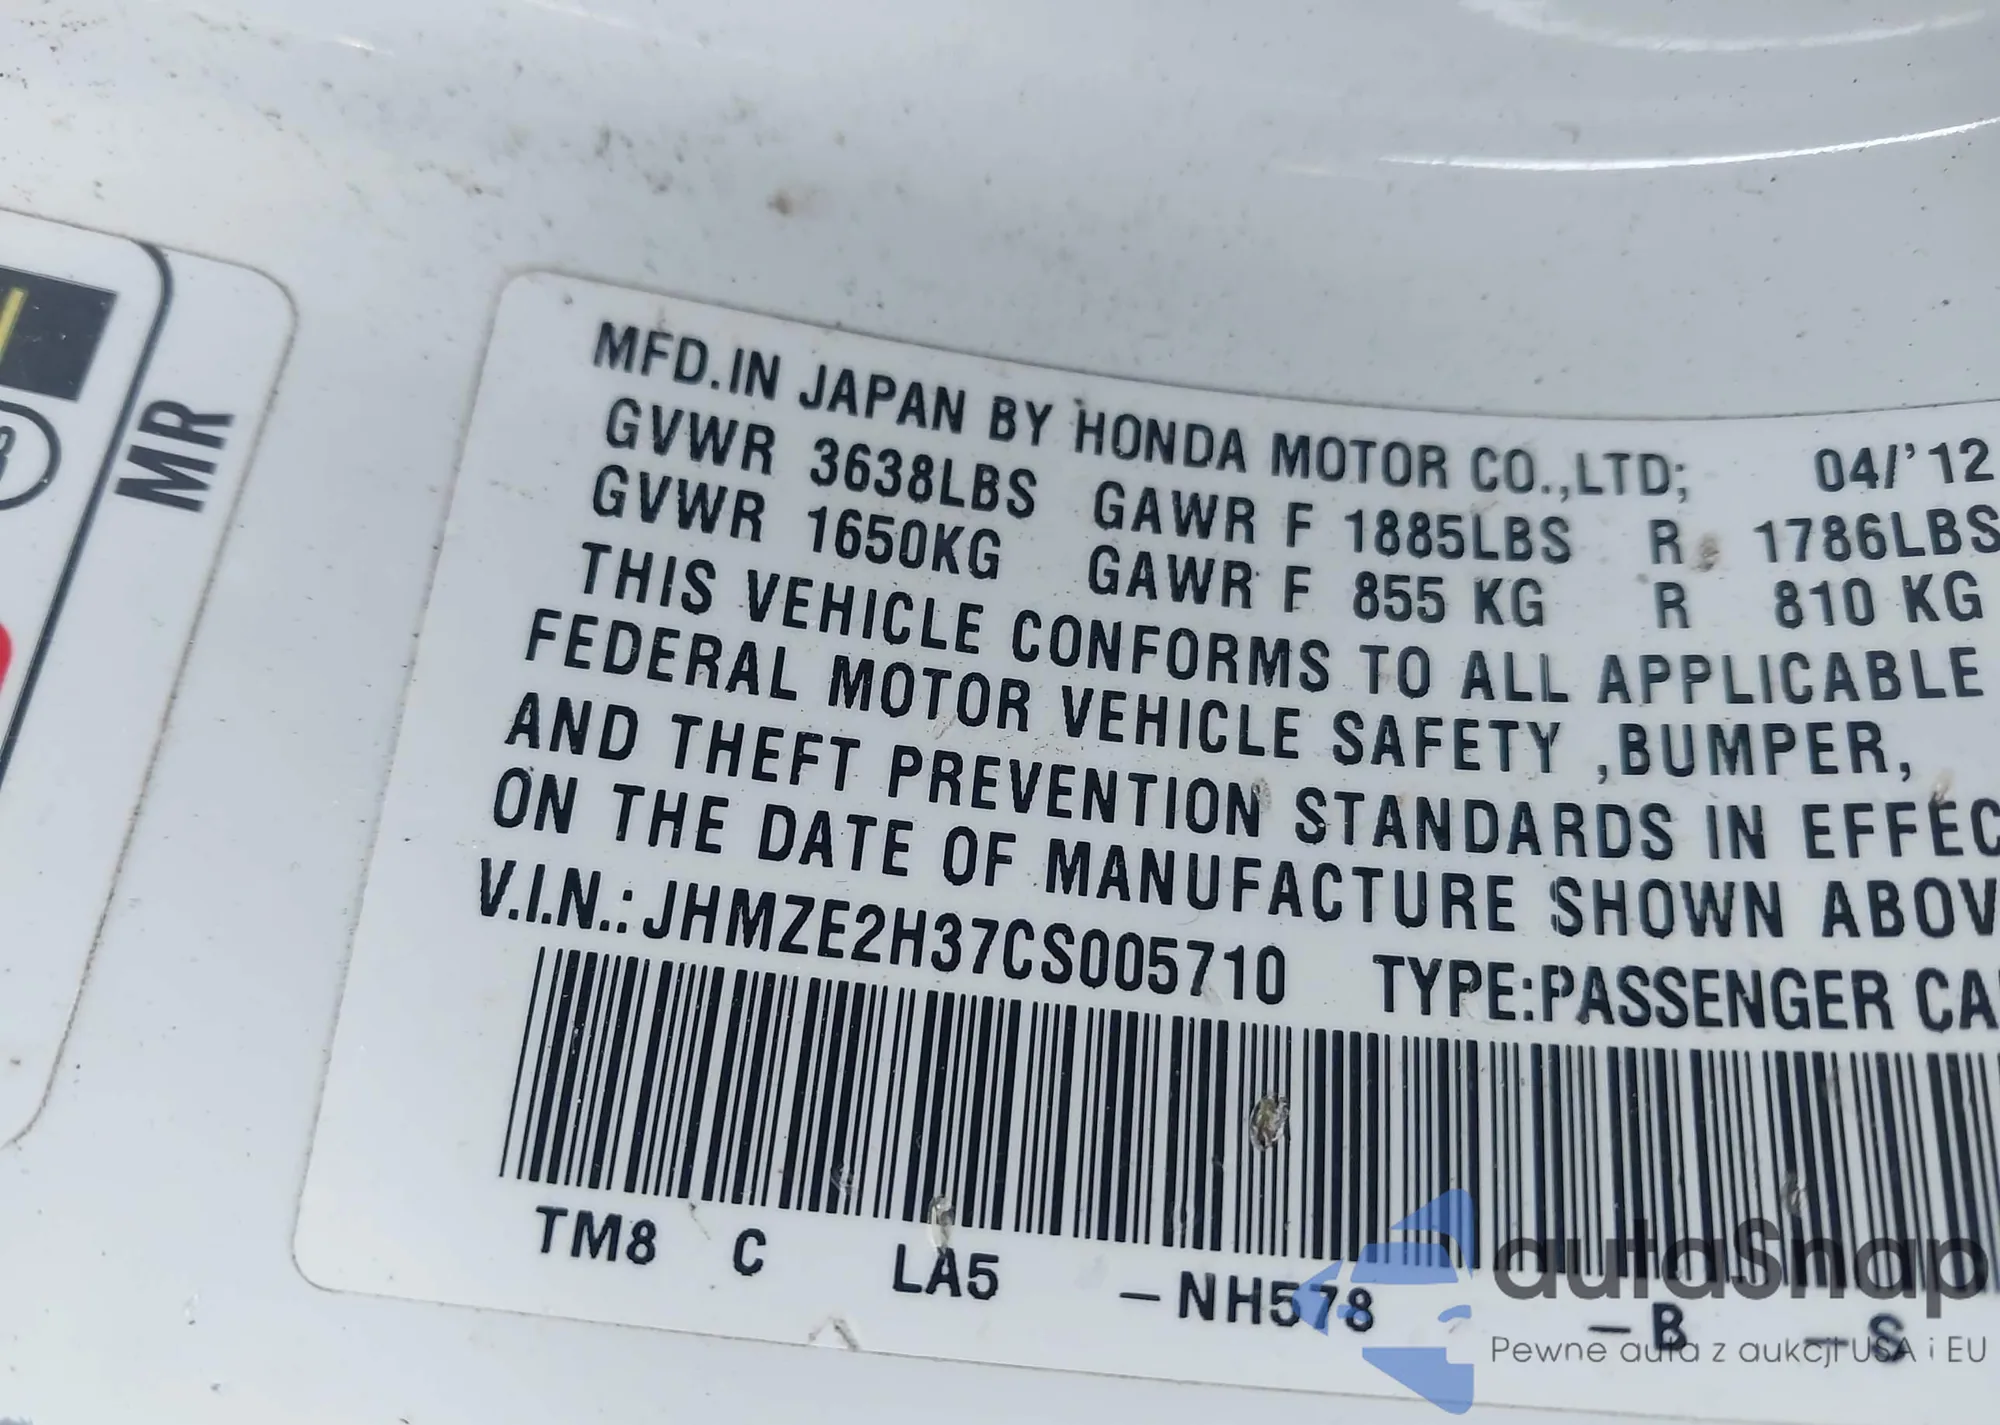 MR
MFD.IN JAPAN BY HONDA MOTOR CO.,LTD; 04/'12
GVWR 3638LBS GAWR F 1885LBS R 1786LBS
GVWR 1650KG GAWR F 855 KG R 810 KG
THIS VEHICLE CONFORMS TO ALL APPLICABLE
FEDERAL MOTOR VEHICLE SAFETY ,BUMPER,
AND THEFT PREVENTION STANDARDS IN EFFEC
ON THE DATE OF MANUFACTURE SHOWN ABOV
V.I.N.:JHMZE2H37CS005710 TYPE:PASSENGER CA
TM8 C LA5 -NH578 -B -S
autaSnap
Pewne auta z aukcji USA i EU